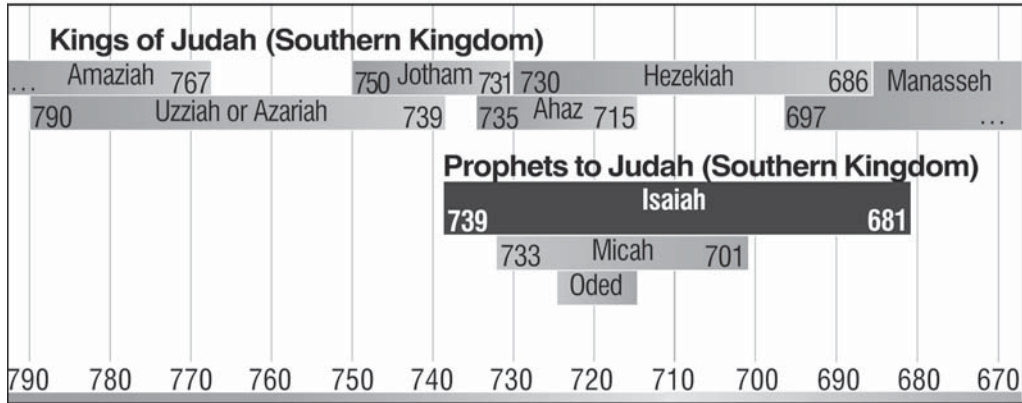 Kings of Judah (Southern Kingdom)
... Amaziah 767 750 Jotham 731 730 Hezekiah 686 Manasseh
790 Uzziah or Azariah 739 735 Ahaz 715 697 ...
Prophets to Judah (Southern Kingdom)
Isaiah
739 681
733 Micah 701
Oded
790 780 770 760 750 740 730 720 710 700 690 680 670